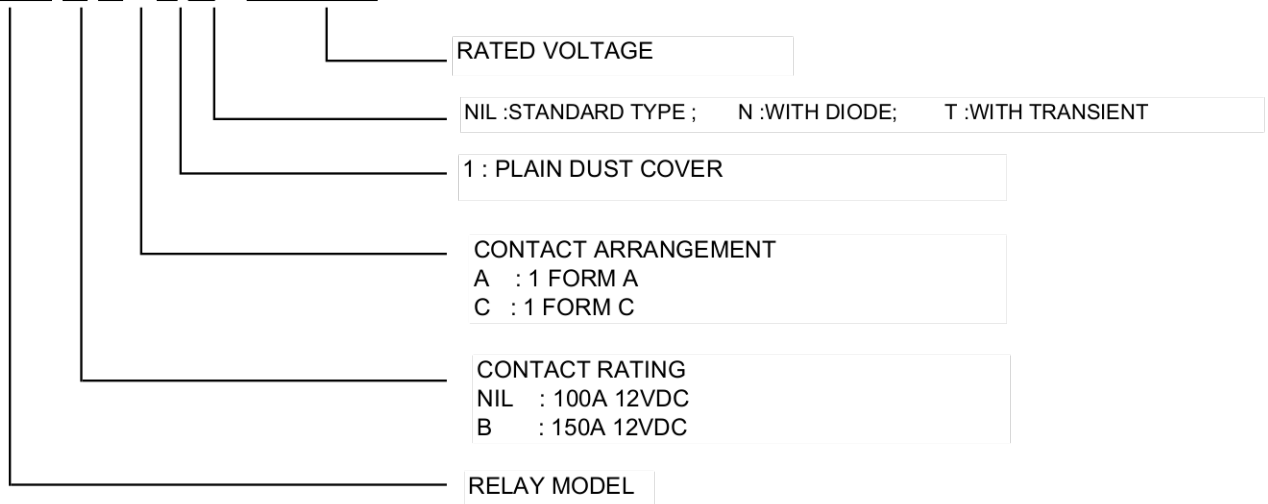 RATED VOLTAGE
NIL :STANDARD TYPE ; N :WITH DIODE; T :WITH TRANSIENT
1 : PLAIN DUST COVER
CONTACT ARRANGEMENT
A : 1 FORM A
C : 1 FORM C
CONTACT RATING
NIL : 100A 12VDC
B : 150A 12VDC
RELAY MODEL